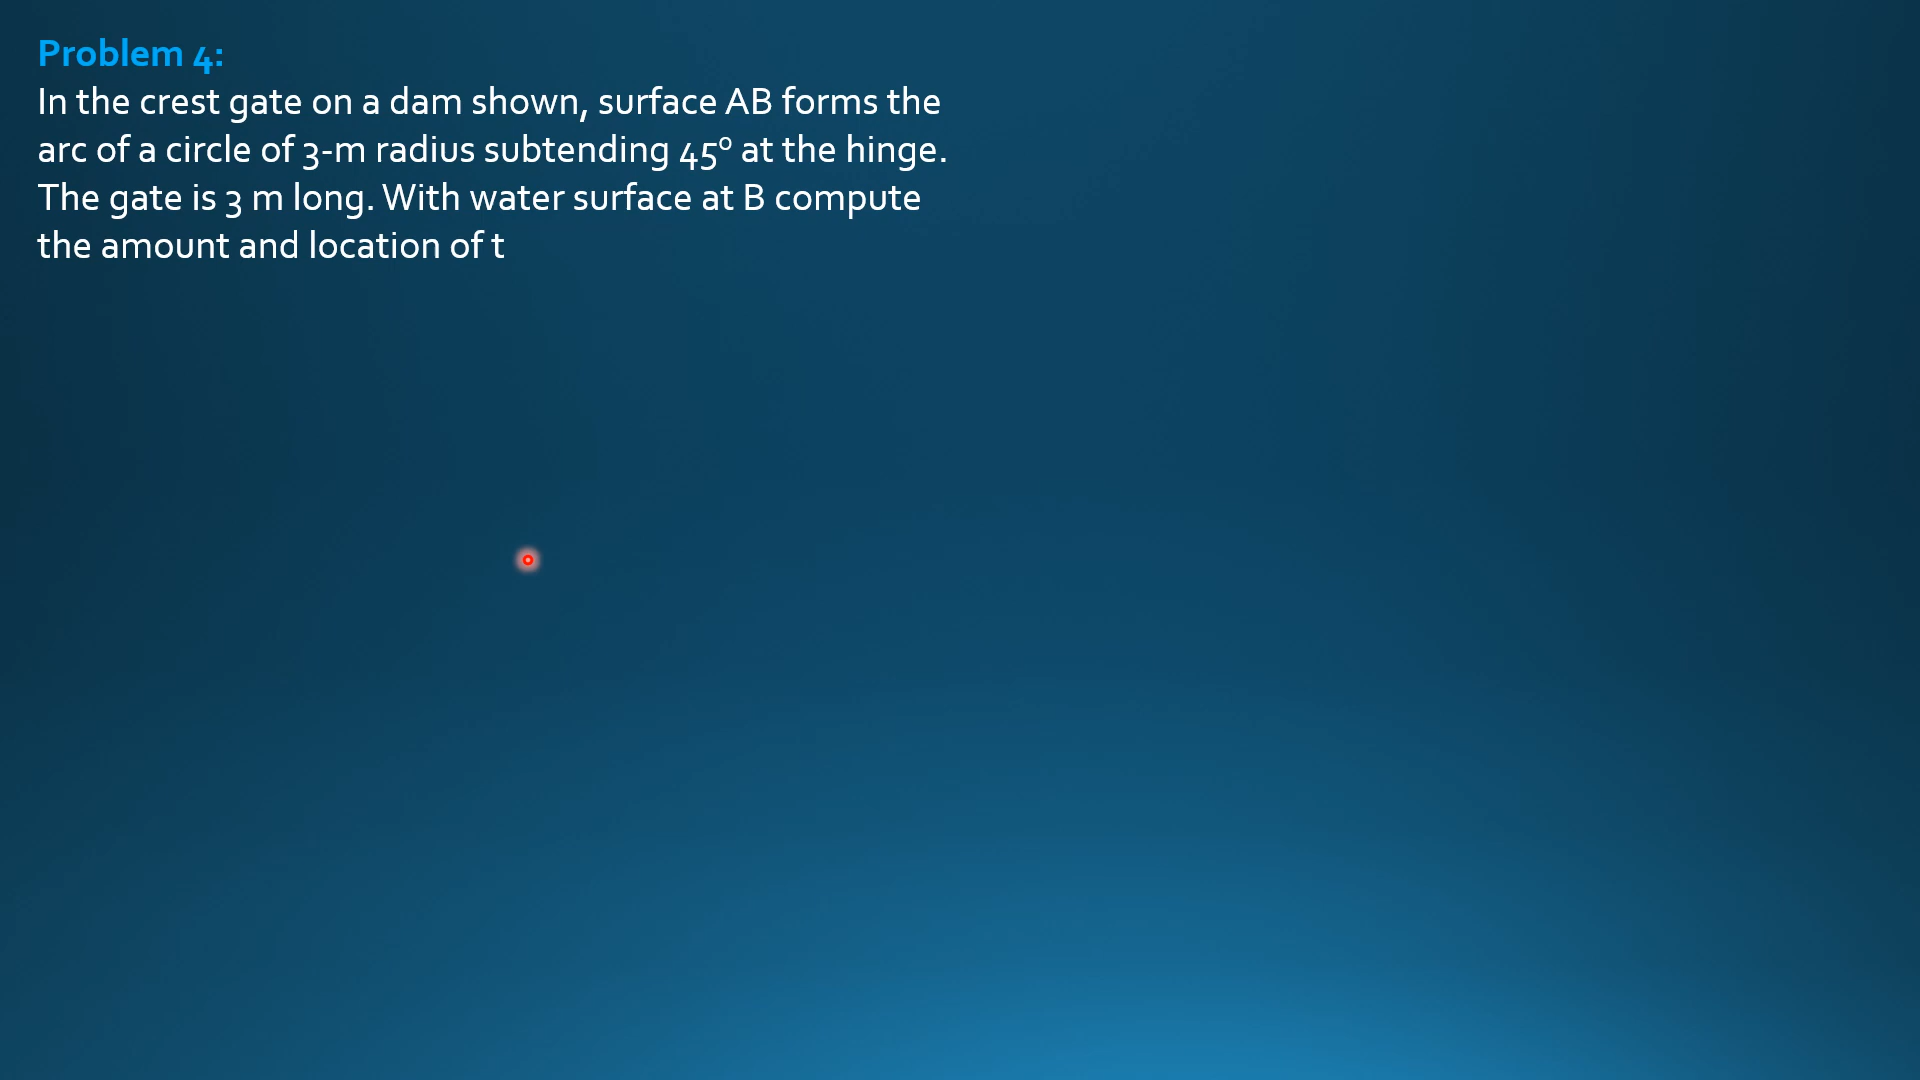 Problem 4:
In the crest gate on a dam shown, surface AB forms the
arc of a circle of 3-m radius subtending 45⁰ at the hinge.
The gate is 3 m long. With water surface at B compute
the amount and location of t